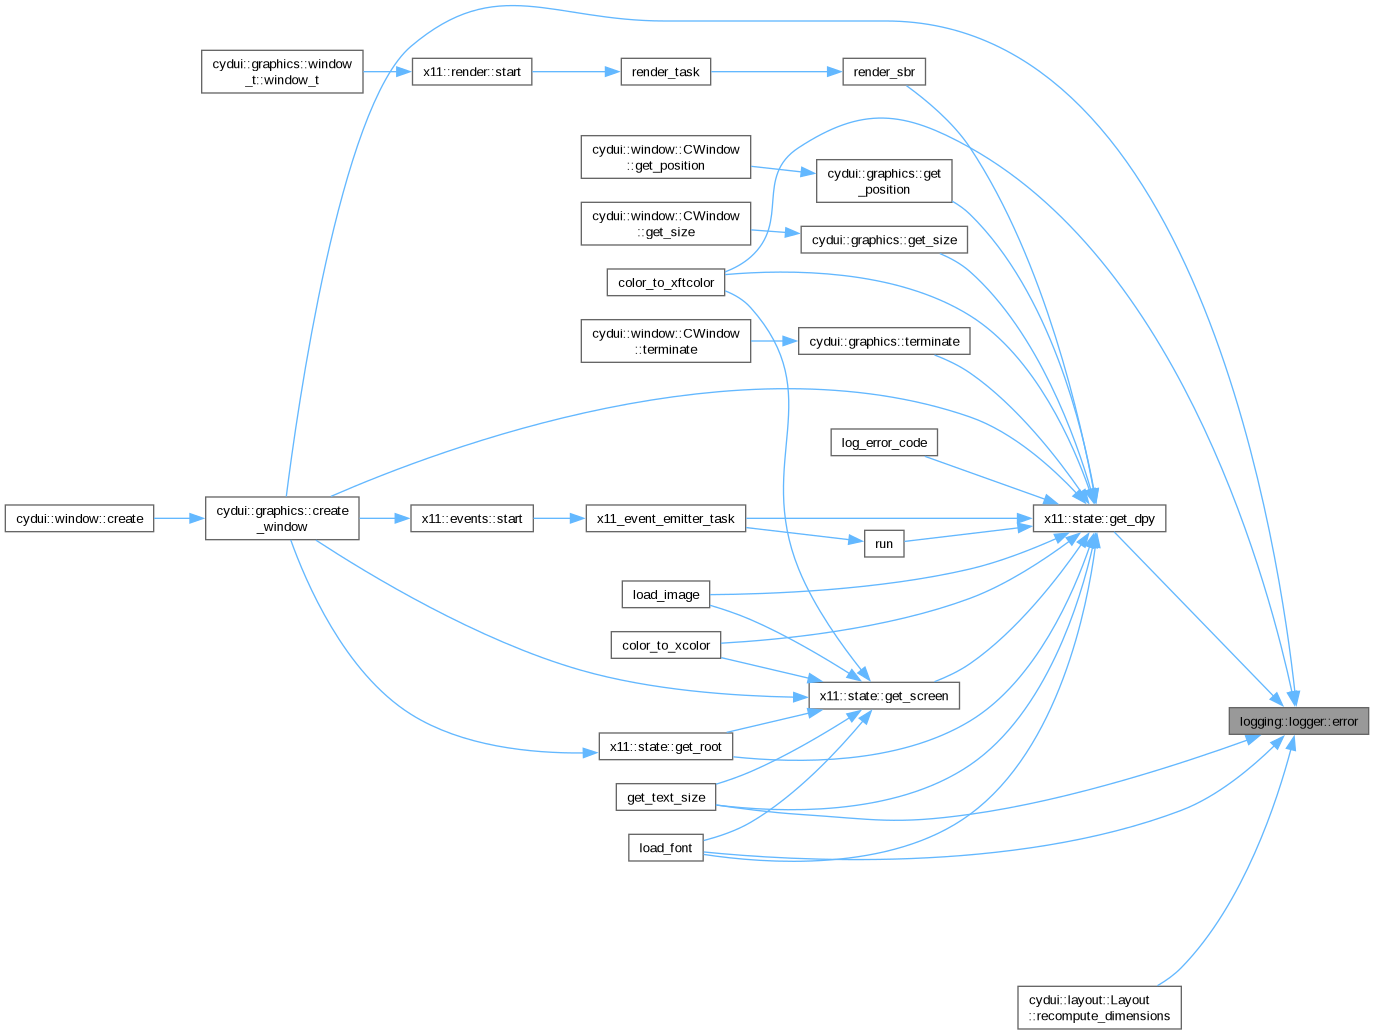 cydui::graphics::window
_t::window_t
x11::render::start
render_task
render_sbr
cydui::window::CWindow
::get_position
cydui::graphics::get
_position
cydui::window::CWindow
::get_size
cydui::graphics::get_size
color_to_xftcolor
cydui::window::CWindow
::terminate
cydui::graphics::terminate
log_error_code
cydui::window::create
cydui::graphics::create
_window
x11::events::start
x11_event_emitter_task
run
x11::state::get_dpy
load_image
color_to_xcolor
x11::state::get_screen
logging::logger::error
x11::state::get_root
get_text_size
load_font
cydui::layout::Layout
::recompute_dimensions